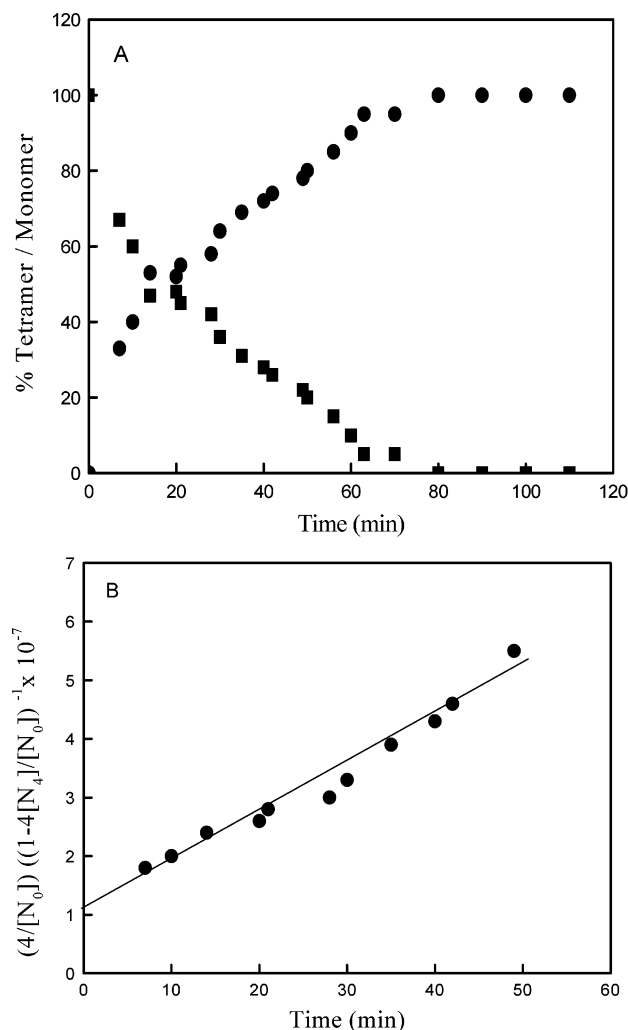 120
A
100
80
60
40
20
0
% Tetramer / Monomer
0 20 40 60 80 100 120
Time (min)
7
B
6
5
4
3
2
1
0
(4/[N₀]) ((1-4[N₄]/[N₀])⁻¹x 10⁻⁷
0 10 20 30 40 50 60
Time (min)